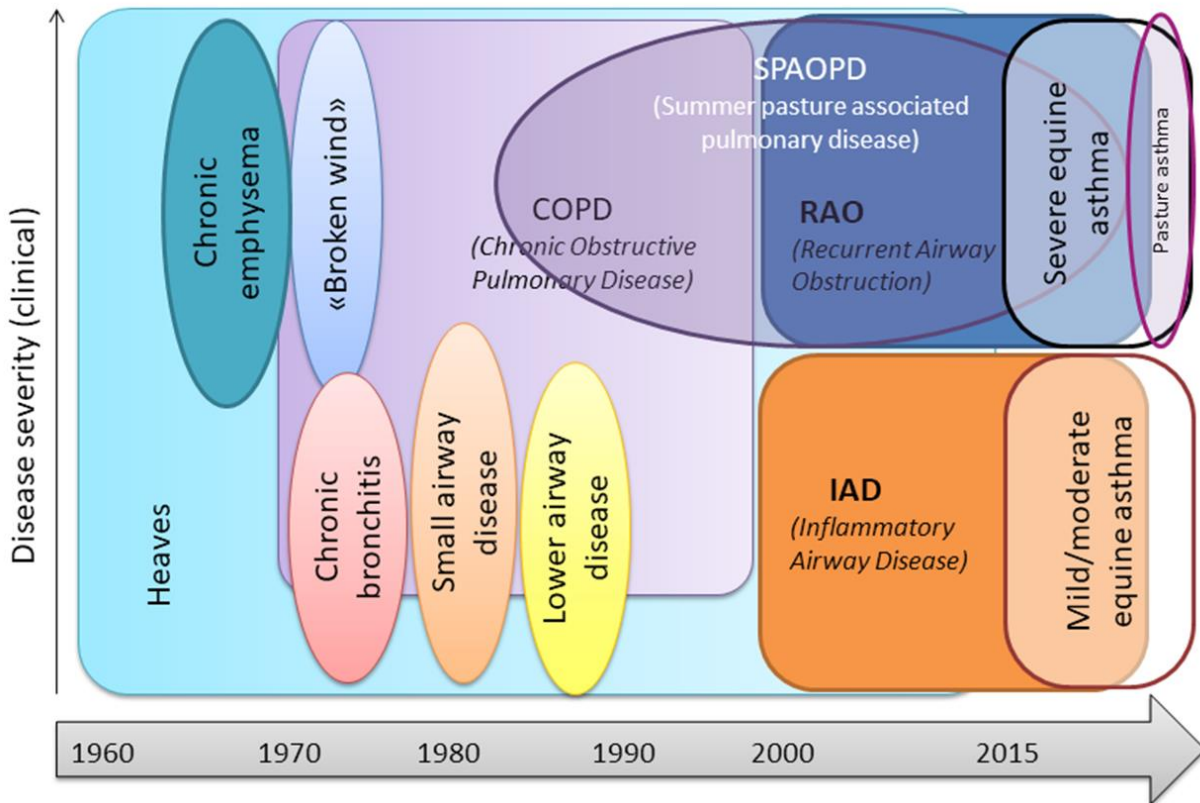 Disease severity (clinical)
Heaves
Chronic
emphysema
«Broken wind»
Chronic
bronchitis
Small airway
disease
Lower airway
disease
COPD
(Chronic Obstructive
Pulmonary Disease)
SPAOPD
(Summer pasture associated
pulmonary disease)
RAO
(Recurrent Airway
Obstruction)
Severe equine
asthma
Pasture asthma
IAD
(Inflammatory
Airway Disease)
Mild/moderate
equine asthma
1960 1970 1980 1990 2000 2015